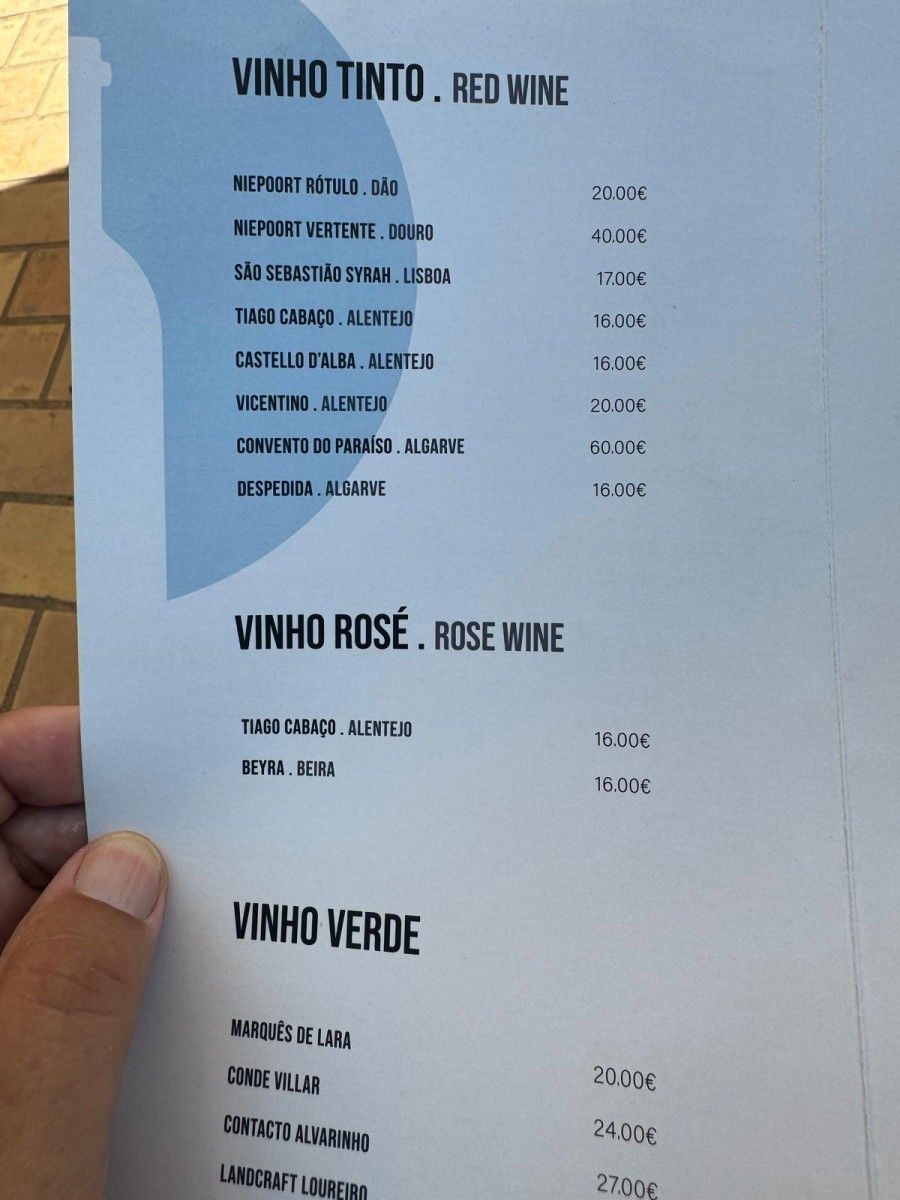 VINHO TINTO . RED WINE
NIEPOORT RÓTULO . DÃO 20.00€
NIEPOORT VERTENTE . DOURO 40.00€
SÃO SEBASTIÃO SYRAH . LISBOA 17.00€
TIAGO CABAÇO . ALENTEJO 16.00€
CASTELLO D'ALBA . ALENTEJO 16.00€
VICENTINO . ALENTEJO 20.00€
CONVENTO DO PARAÍSO . ALGARVE 60.00€
DESPEDIDA . ALGARVE 16.00€
VINHO ROSÉ . ROSE WINE
TIAGO CABAÇO . ALENTEJO 16.00€
BEYRA . BEIRA 16.00€
VINHO VERDE
MARQUÊS DE LARA
CONDE VILLAR 20.00€
CONTACTO ALVARINHO 24.00€
LANDCRAFT LOUREIRO 27.00€